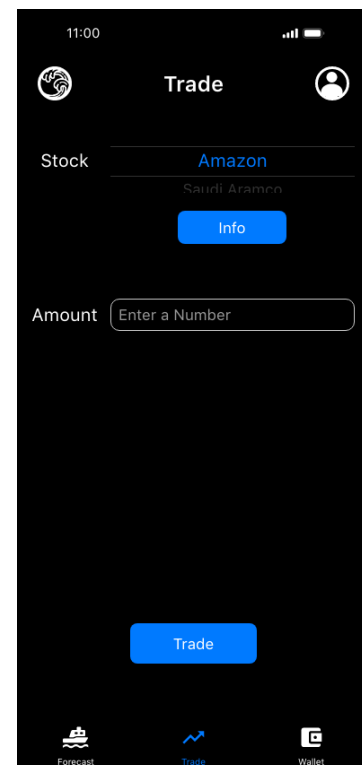 11:00
Trade
Stock
Amazon
Saudi Aramco
Info
Amount
Enter a Number
Trade
Forecast
Trade
Wallet